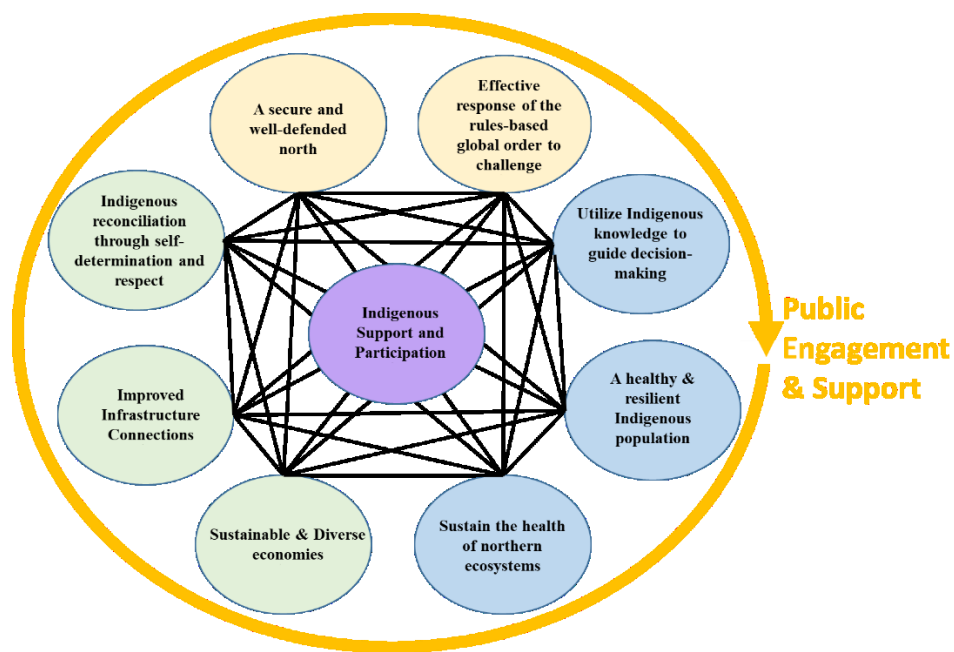 A secure and
well-defended
north
Effective
response of the
rules-based
global order to
challenge
Indigenous
reconciliation
through self-
determination and
respect
Utilize Indigenous
knowledge to
guide decision-
making
Indigenous
Support and
Participation
Public
Engagement
& Support
Improved
Infrastructure
Connections
A healthy &
resilient
Indigenous
population
Sustainable & Diverse
economies
Sustain the health
of northern
ecosystems